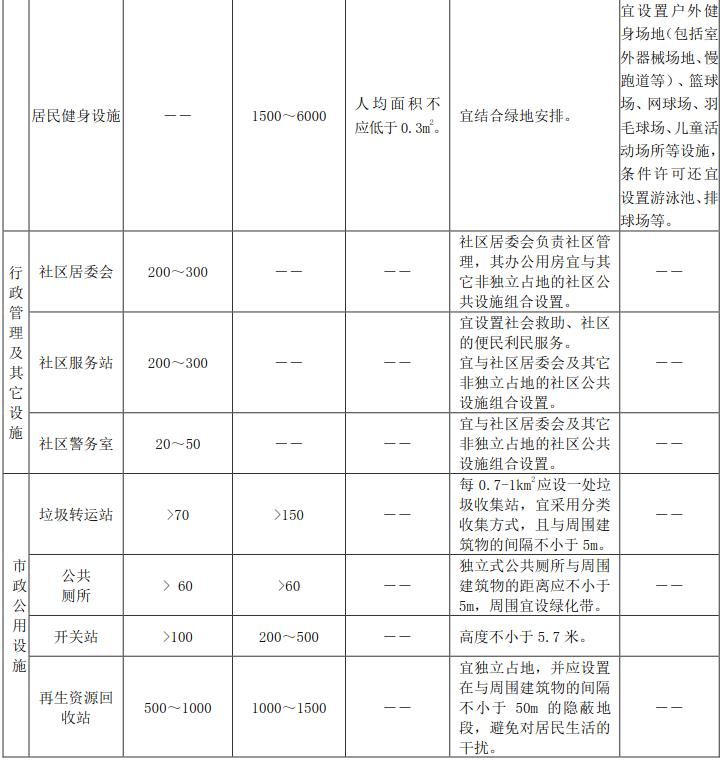 居民健身设施
——
1500～6000
人均面积不
应低于0.3m²。
宜结合绿地安排。
宜设置户外健
身场地(包括室
外器械场地、慢
跑道等)、篮球
场、网球场、羽
毛球场、儿童活
动场所等设施，
条件许可还宜
设置游泳池、排
球场等。
行
政
管
理
及
其
它
设
施
社区居委会
200～300
——
——
社区居委会负责社区管
理，其办公用房宜与其
它非独立占地的社区公
共设施组合设置。
——
社区服务站
200～300
——
——
宜设置社会救助、社区
的便民利民服务。
宜与社区居委会及其它
非独立占地的社区公共
设施组合设置。
——
社区警务室
20～50
——
——
宜与社区居委会及其它
非独立占地的社区公共
设施组合设置。
——
市
政
公
用
设
施
垃圾转运站
>70
>150
——
每0.7-1km²应设一处垃
圾收集站，宜采用分类
收集方式，且与周围建
筑物的间隔不小于5m。
——
公共
厕所
> 60
>60
——
独立式公共厕所与周围
建筑物的距离应不小于
5m，周围宜设绿化带。
——
开关站
>100
200～500
——
高度不小于5.7米。
再生资源回
收站
500～1000
1000～1500
——
宜独立占地，并应设置
在与周围建筑物的间隔
不小于 50m 的隐蔽地
段，避免对居民生活的
干扰。
——